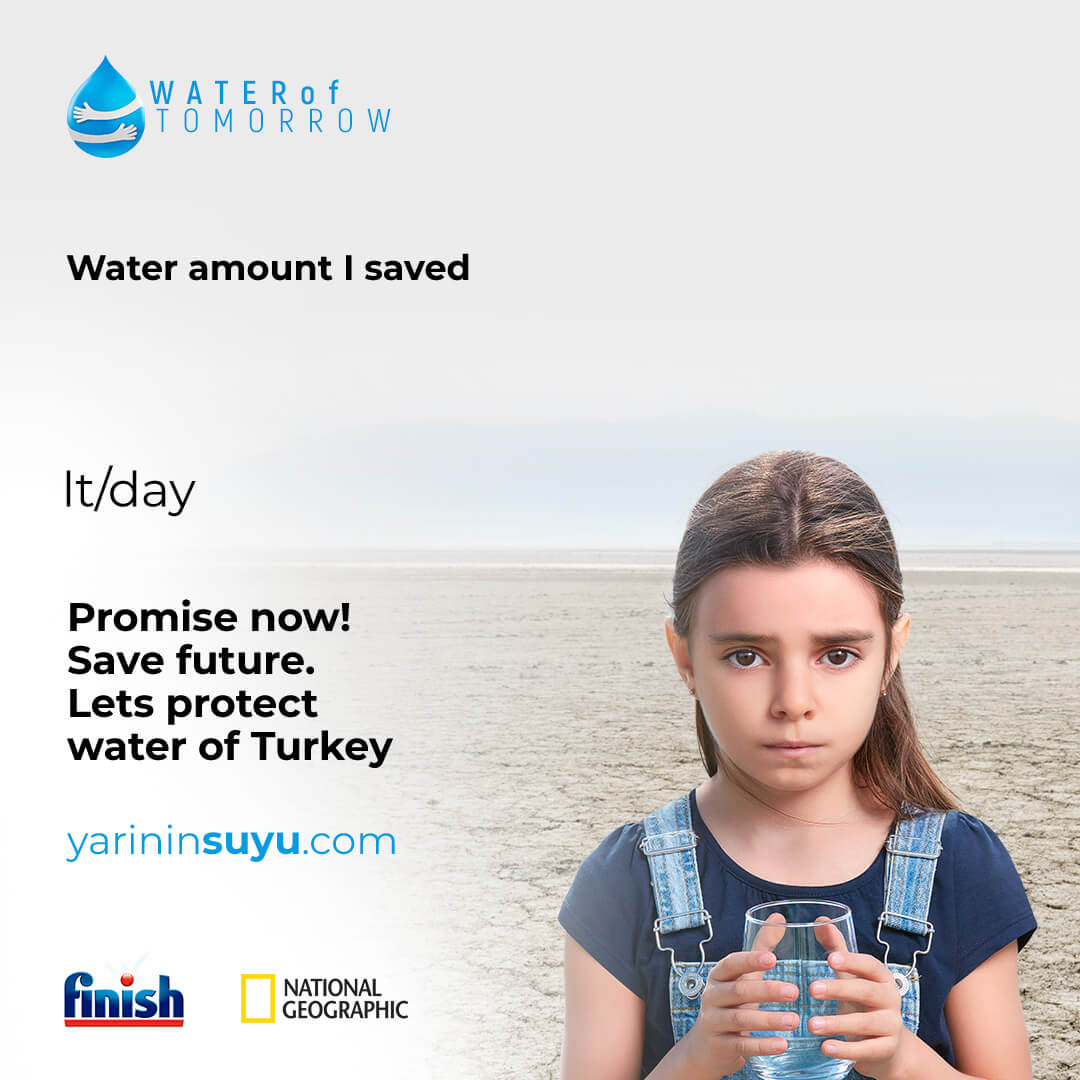 WATER of
TOMORROW
Water amount I saved
lt/day
Promise now!
Save future.
Lets protect
water of Turkey
yarininsuyu.com
finish
NATIONAL
GEOGRAPHIC